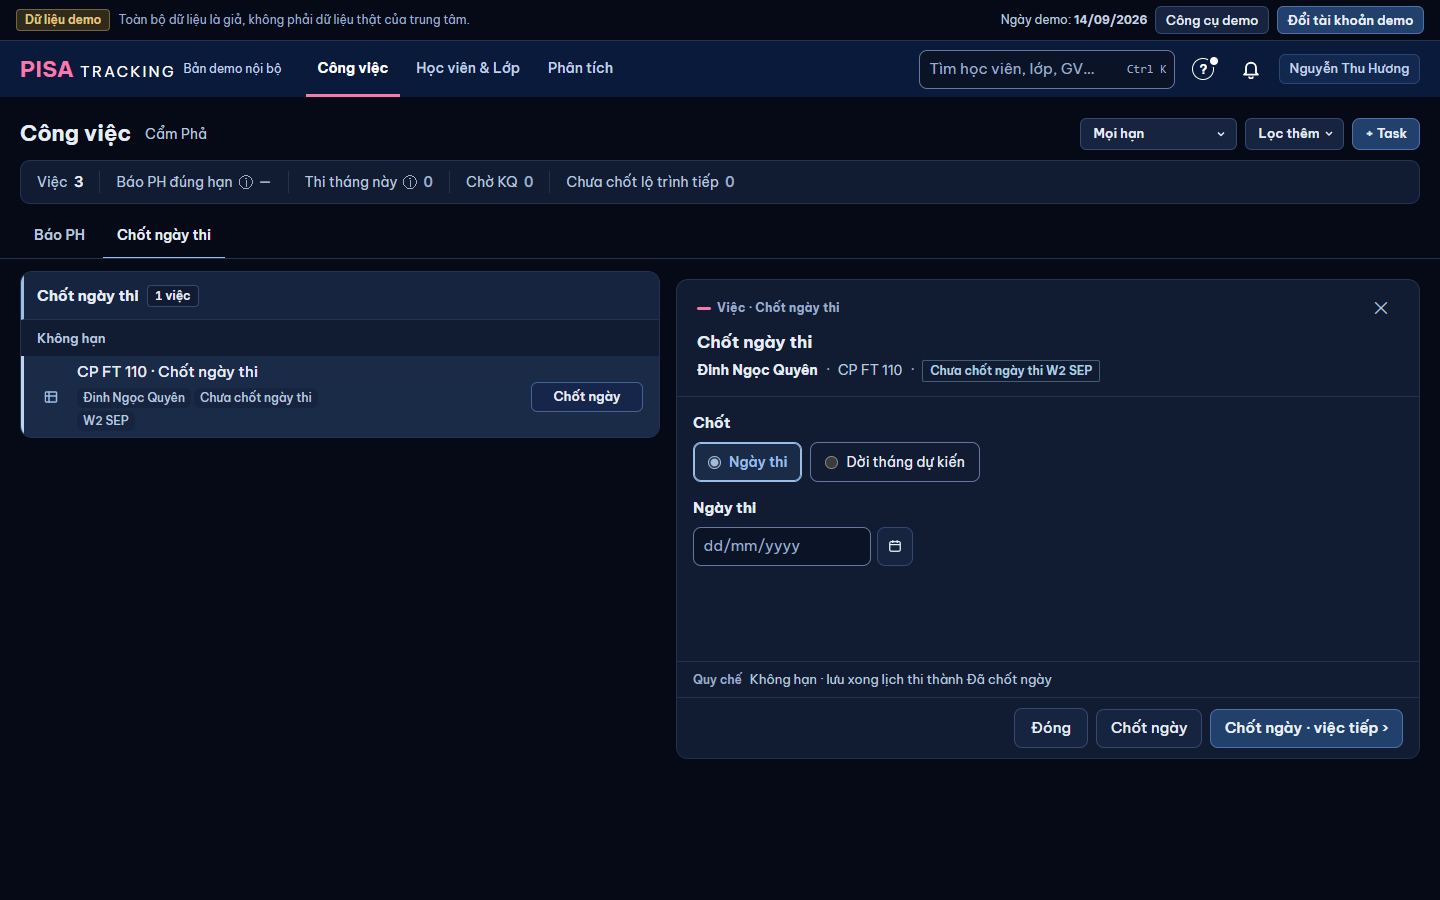 Dữ liệu demo Toàn bộ dữ liệu là giả, không phải dữ liệu thật của trung tâm. Ngày demo: 14/09/2026 Công cụ demo Đổi tài khoản demo
PISA TRACKING Bản demo nội bộ Công việc Học viên & Lớp Phân tích Tìm học viên, lớp, GV... Ctrl K ? Nguyễn Thu Hương
Công việc Cẩm Phả Mọi hạn Lọc thêm + Task
Việc 3 Báo PH đúng hạn ⓘ — Thi tháng này ⓘ 0 Chờ KQ 0 Chưa chốt lộ trình tiếp 0
Báo PH Chốt ngày thi
Chốt ngày thi 1 việc
Không hạn
CP FT 110 · Chốt ngày thi
Đinh Ngọc Quyên Chưa chốt ngày thi
W2 SEP
Chốt ngày
Việc · Chốt ngày thi
Chốt ngày thi
Đinh Ngọc Quyên · CP FT 110 · Chưa chốt ngày thi W2 SEP
Chốt
Ngày thi Dời tháng dự kiến
Ngày thi
dd/mm/yyyy
Quy chế Không hạn · lưu xong lịch thi thành Đã chốt ngày
Đóng Chốt ngày Chốt ngày · việc tiếp ›